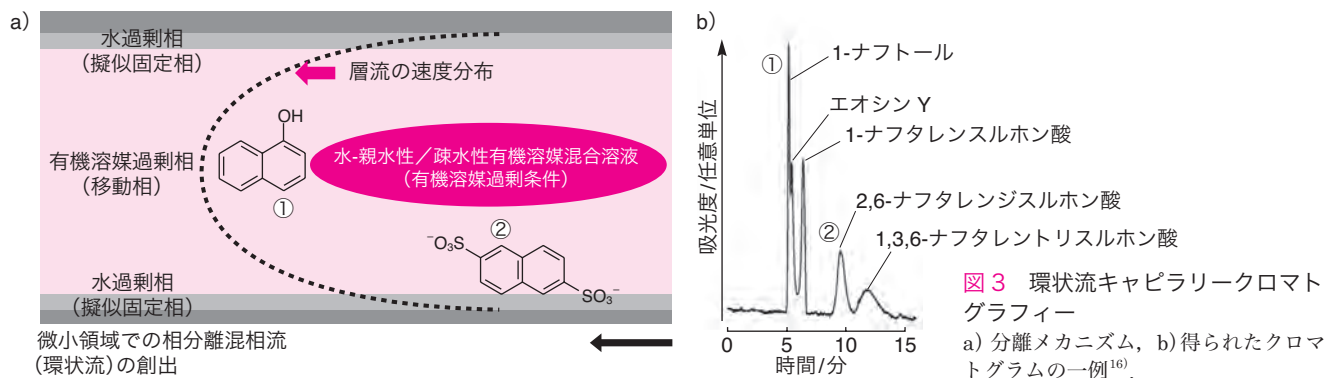 a)
水過剰相
(擬似固定相)
層流の速度分布
OH
有機溶媒過剰相
(移動相)
水-親水性／疎水性有機溶媒混合溶液
(有機溶媒過剰条件)
①
②
⁻O₃S
SO₃⁻
水過剰相
(擬似固定相)
微小領域での相分離混相流
(環状流)の創出
b)
①
1-ナフトール
エオシン Y
1-ナフタレンスルホン酸
②
2,6-ナフタレンジスルホン酸
1,3,6-ナフタレントリスルホン酸
吸光度/任意単位
0 5 10 15
時間/分
図 3 環状流キャピラリークロマト
グラフィー
a) 分離メカニズム，b) 得られたクロマ
トグラムの一例¹⁶⁾．